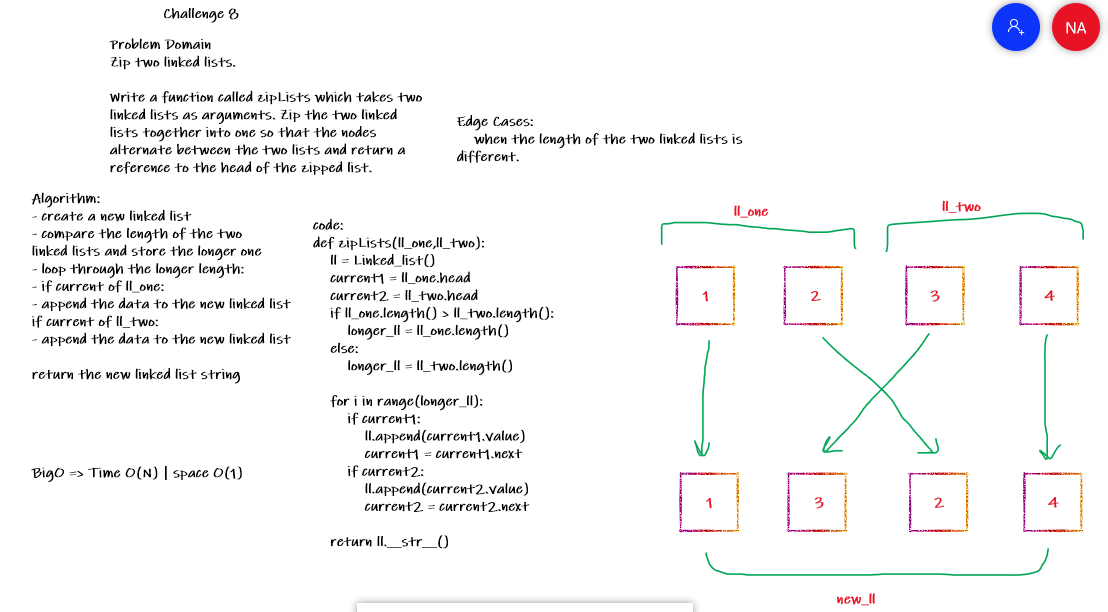 Challenge 8
NA
Problem Domain
Zip two linked lists.
Write a function called zipLists which takes two
linked lists as arguments. Zip the two linked
lists together into one so that the nodes
alternate between the two lists and return a
reference to the head of the zipped list.
Edge Cases:
when the length of the two linked lists is
different.
Algorithm:
- create a new linked list
- compare the length of the two
linked lists and store the longer one
- loop through the longer length:
- if current of ll_one:
- append the data to the new linked list
if current of ll_two:
- append the data to the new linked list
return the new linked list string
BigO => Time O(N) | space O(1)
code:
def zipLists(ll_one,ll_two):
ll = Linked_list()
current1 = ll_one.head
current2 = ll_two.head
if ll_one.length() > ll_two.length():
longer_ll = ll_one.length()
else:
longer_ll = ll_two.length()
for i in range(longer_ll):
if current1:
ll.append(current1.value)
current1 = current1.next
if current2:
ll.append(current2.value)
current2 = current2.next
return ll.__str__()
ll_one
ll_two
1 2 3 4
1 3 2 4
new_ll